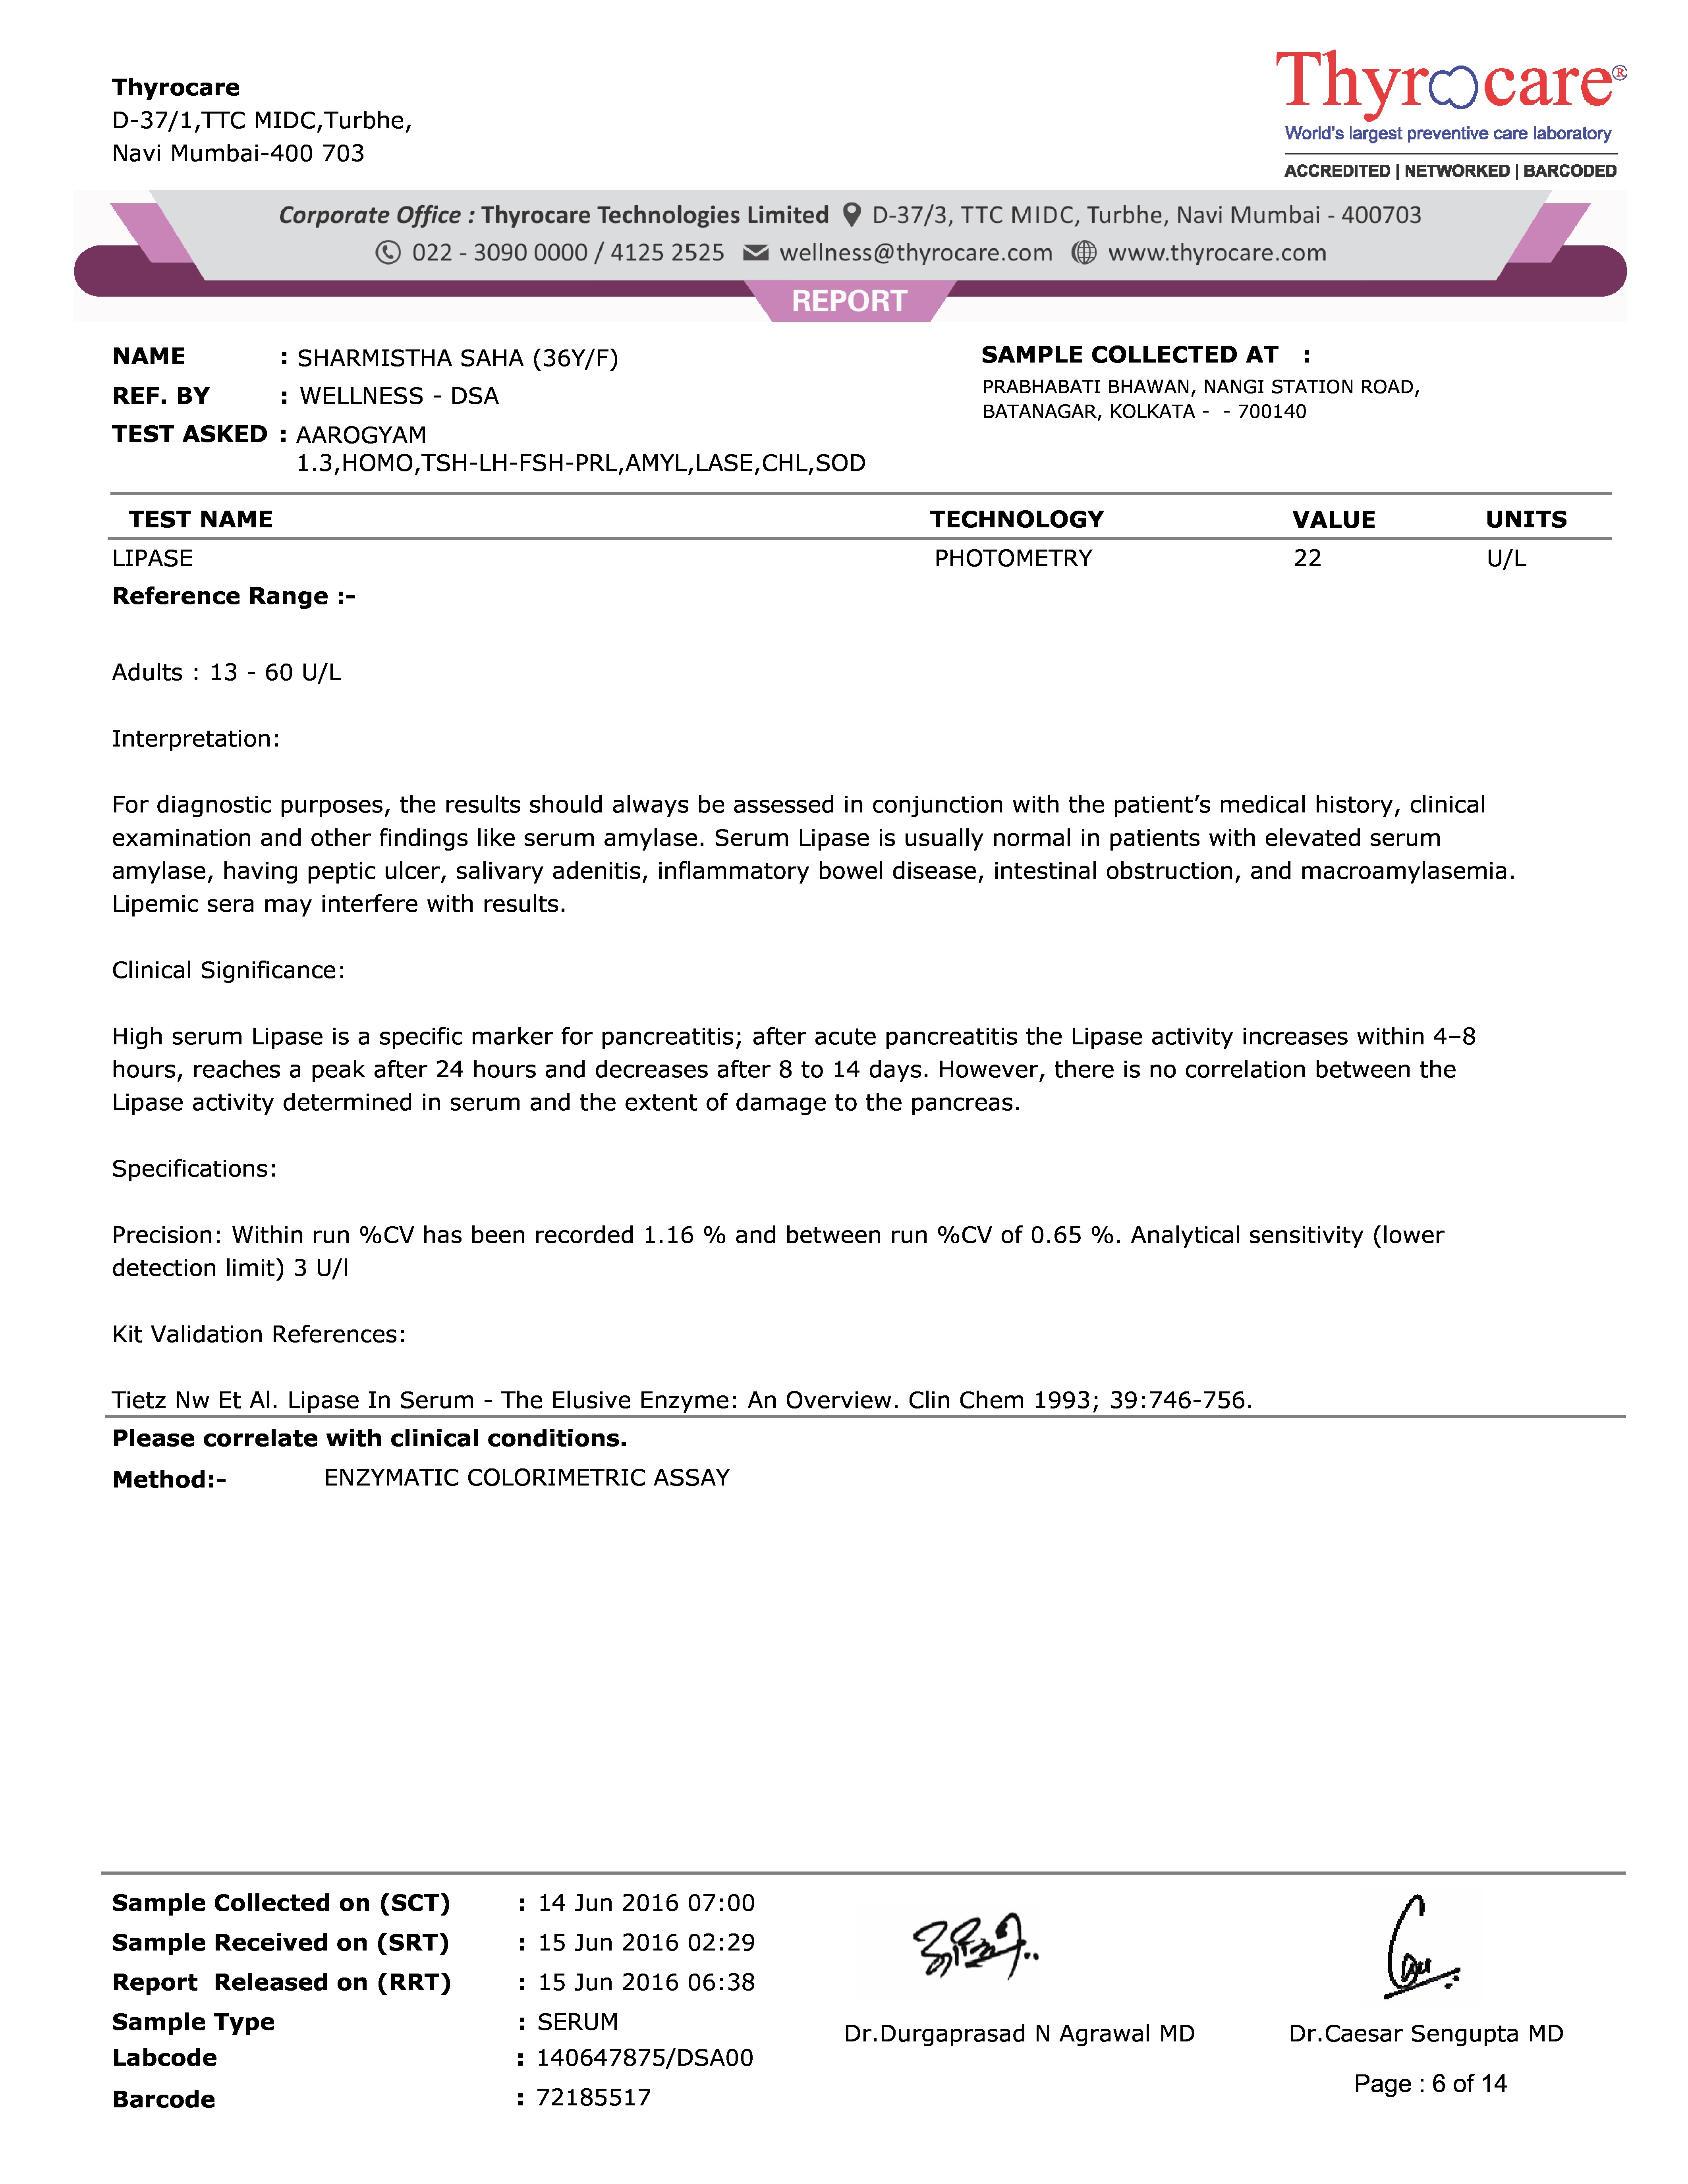 Thyrocare
D-37/1,TTC MIDC,Turbhe,
Navi Mumbai-400 703
Thyrocare®
World's largest preventive care laboratory
ACCREDITED | NETWORKED | BARCODED
Corporate Office : Thyrocare Technologies Limited D-37/3, TTC MIDC, Turbhe, Navi Mumbai - 400703
022 - 3090 0000 / 4125 2525 wellness@thyrocare.com www.thyrocare.com
REPORT
NAME : SHARMISTHA SAHA (36Y/F)
REF. BY : WELLNESS - DSA
TEST ASKED : AAROGYAM
1.3,HOMO,TSH-LH-FSH-PRL,AMYL,LASE,CHL,SOD
SAMPLE COLLECTED AT :
PRABHABATI BHAWAN, NANGI STATION ROAD,
BATANAGAR, KOLKATA - - 700140
TEST NAME TECHNOLOGY VALUE UNITS
LIPASE PHOTOMETRY 22 U/L
Reference Range :-
Adults : 13 - 60 U/L
Interpretation:
For diagnostic purposes, the results should always be assessed in conjunction with the patient’s medical history, clinical
examination and other findings like serum amylase. Serum Lipase is usually normal in patients with elevated serum
amylase, having peptic ulcer, salivary adenitis, inflammatory bowel disease, intestinal obstruction, and macroamylasemia.
Lipemic sera may interfere with results.
Clinical Significance:
High serum Lipase is a specific marker for pancreatitis; after acute pancreatitis the Lipase activity increases within 4–8
hours, reaches a peak after 24 hours and decreases after 8 to 14 days. However, there is no correlation between the
Lipase activity determined in serum and the extent of damage to the pancreas.
Specifications:
Precision: Within run %CV has been recorded 1.16 % and between run %CV of 0.65 %. Analytical sensitivity (lower
detection limit) 3 U/l
Kit Validation References:
Tietz Nw Et Al. Lipase In Serum - The Elusive Enzyme: An Overview. Clin Chem 1993; 39:746-756.
Please correlate with clinical conditions.
Method:- ENZYMATIC COLORIMETRIC ASSAY
Sample Collected on (SCT) : 14 Jun 2016 07:00
Sample Received on (SRT) : 15 Jun 2016 02:29
Report Released on (RRT) : 15 Jun 2016 06:38
Sample Type : SERUM
Labcode : 140647875/DSA00
Barcode : 72185517
Dr.Durgaprasad N Agrawal MD
Dr.Caesar Sengupta MD
Page : 6 of 14